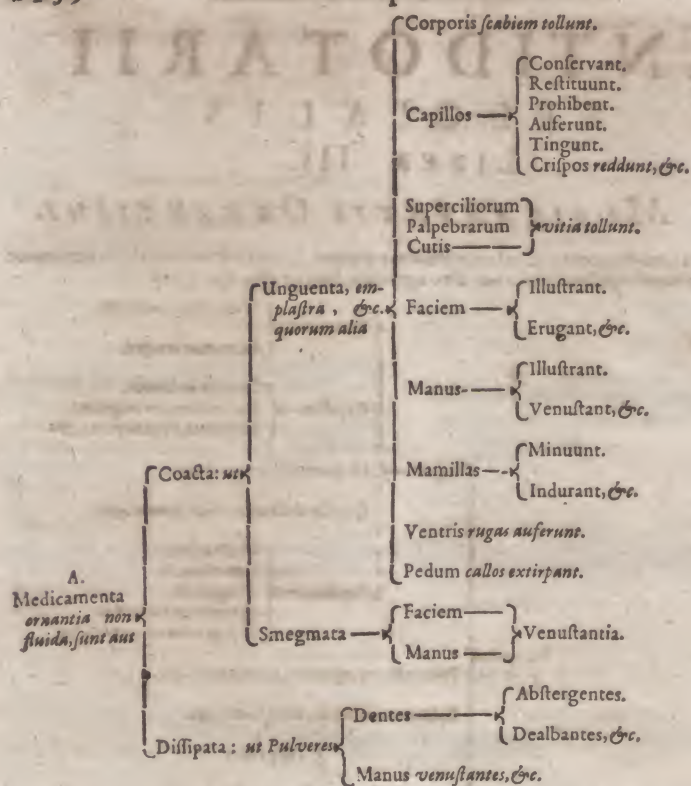 Corporis ſcabiem tollunt.
Capillos
Conſervant.
Reſtituunt.
Prohibent.
Auferunt.
Tingunt.
Criſpos reddunt, &c.
Superciliorum
Palpebrarum
Cutis
vitia tollunt.
Unguenta, em-
plaſtra, &c.
quorum alia
Faciem
Illuſtrant.
Erugant, &c.
Manus
Illuſtrant.
Venuſtant, &c.
Mamillas
Minuunt.
Indurant, &c.
Coacta: ut
Ventris rugas auferunt.
Pedum callos extirpant.
A.
Medicamenta
ornantia non
fluida, ſunt aut
Smegmata
Faciem
Manus
Venuſtantia.
Diſſipata: ut Pulveres
Dentes
Abſtergentes.
Dealbantes, &c.
Manus venuſtantes, &c.